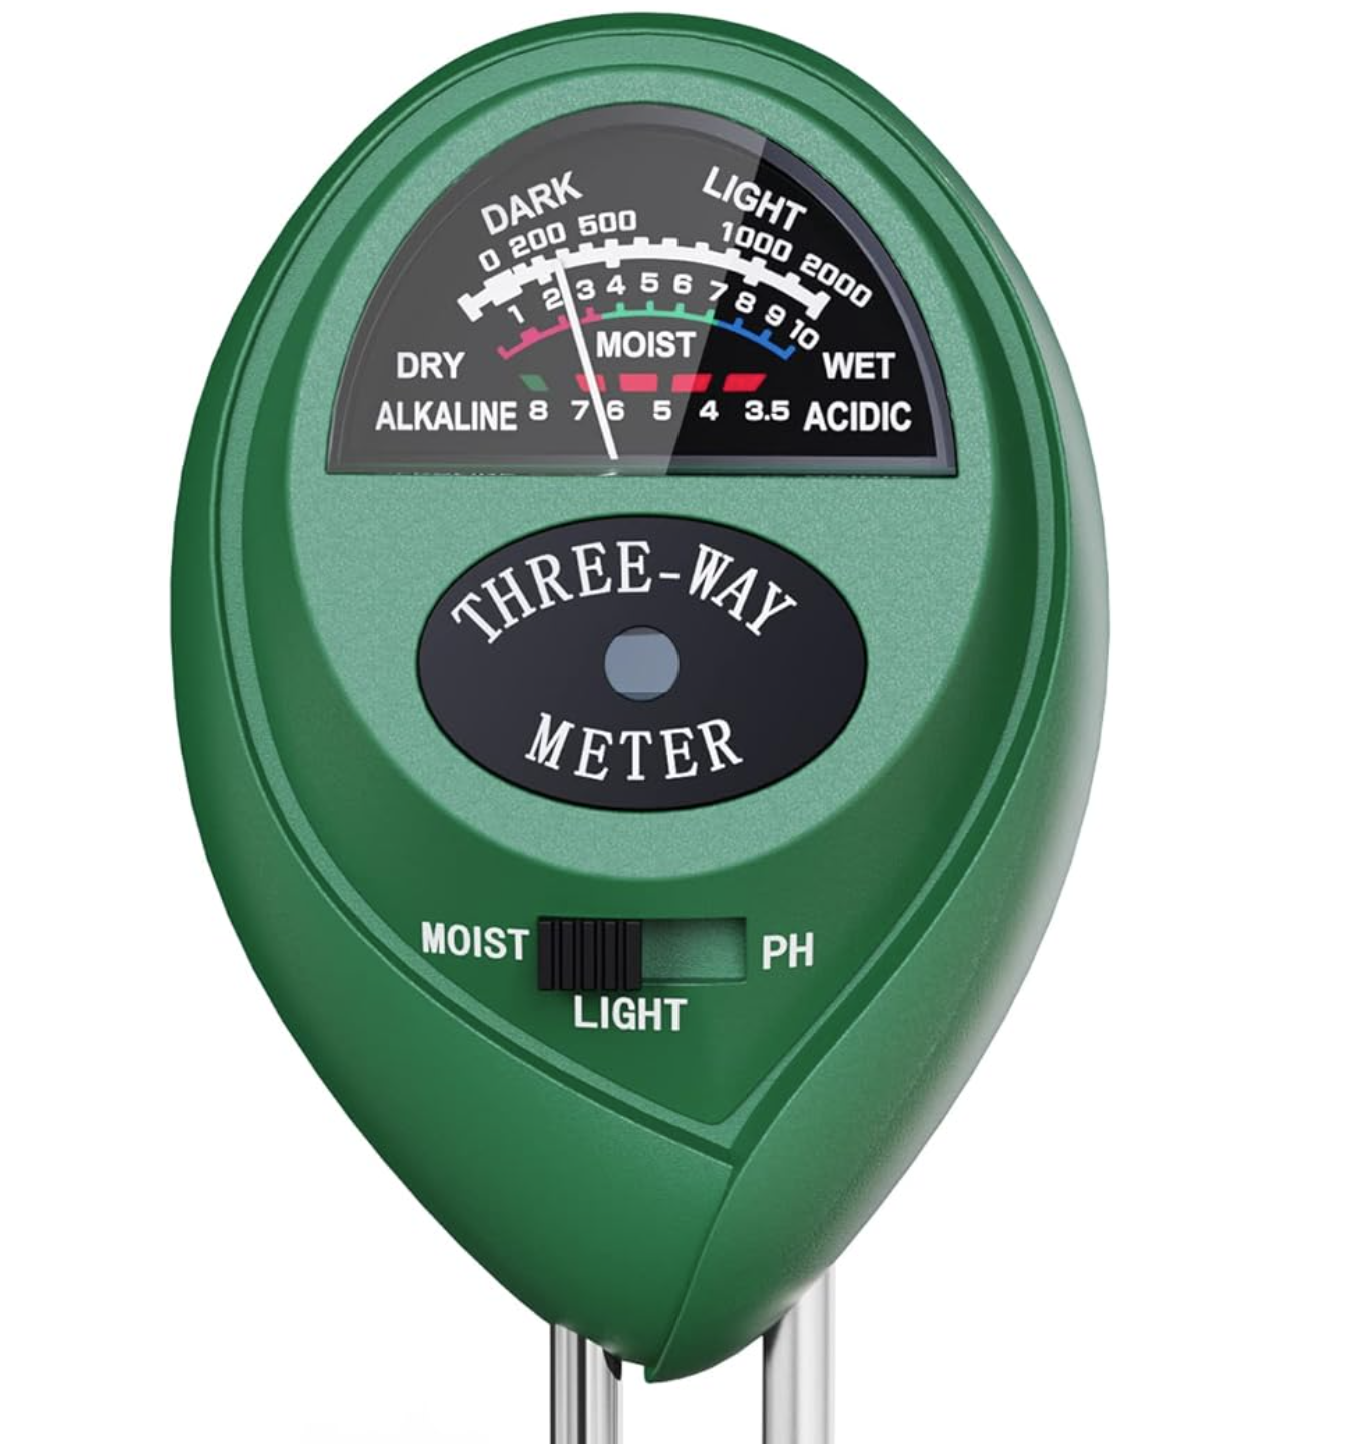 DARK LIGHT
0 200 500 1000 2000
1 2 3 4 5 6 7 8 9 10
DRY MOIST WET
ALKALINE 8 7 6 5 4 3.5 ACIDIC
THREE-WAY
METER
MOIST PH
LIGHT